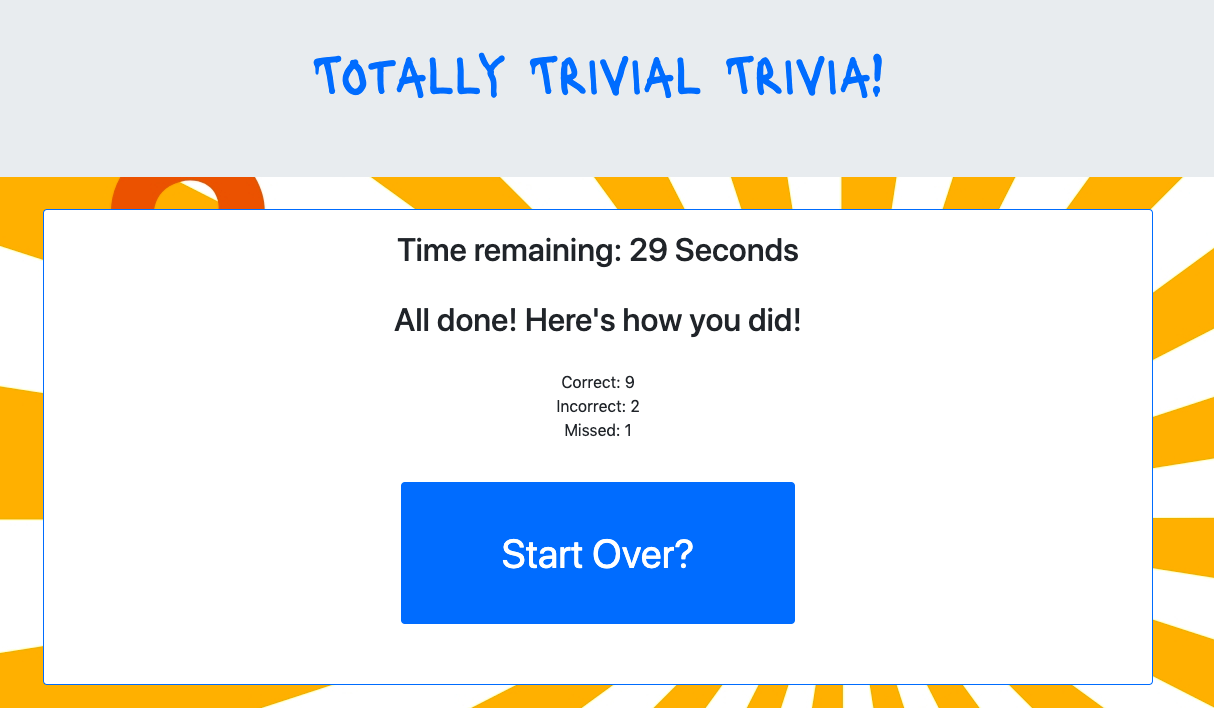 TOTALLY TRIVIAL TRIVIA!
Time remaining: 29 Seconds
All done! Here's how you did!
Correct: 9
Incorrect: 2
Missed: 1
Start Over?